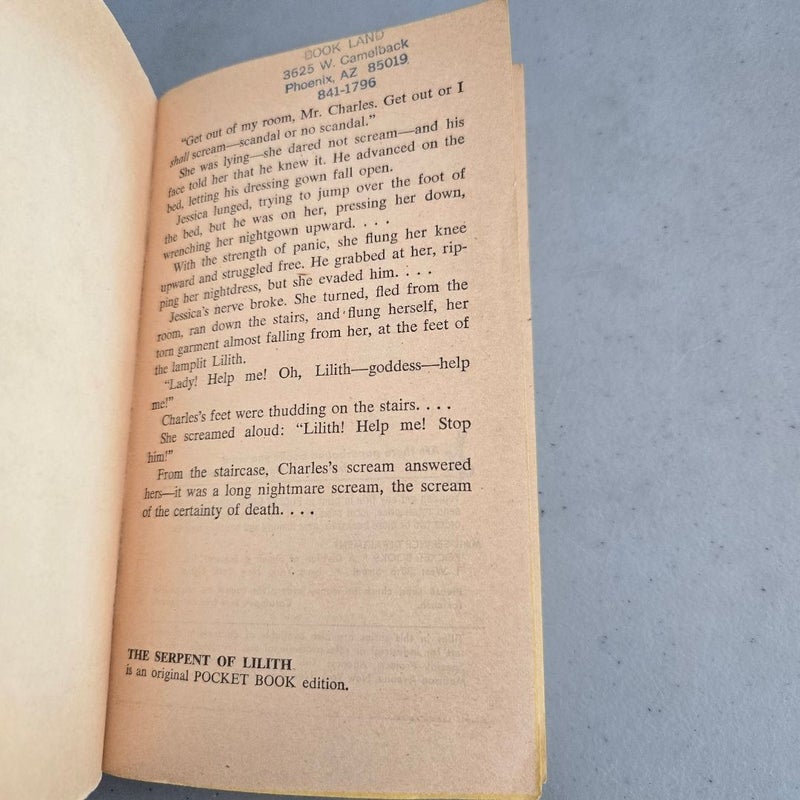 BOOK LAND
3625 W. Camelback
Phoenix, AZ 85019
841-1796
"Get out of my room, Mr. Charles. Get out or I
shall scream—scandal or no scandal."
She was lying—she dared not scream—and his
face told her that he knew it. He advanced on the
bed, letting his dressing gown fall open.
Jessica lunged, trying to jump over the foot of
the bed, but he was on her, pressing her down,
wrenching her nightgown upward. . . .
With the strength of panic, she flung her knee
upward and struggled free. He grabbed at her, rip-
ping her nightdress, but she evaded him. . . .
Jessica's nerve broke. She turned, fled from the
room, ran down the stairs, and flung herself, her
torn garment almost falling from her, at the feet of
the lamplit Lilith.
"Lady! Help me! Oh, Lilith—goddess—help
me!"
Charles's feet were thudding on the stairs. . . .
She screamed aloud: "Lilith! Help me! Stop
him!"
From the staircase, Charles's scream answered
hers—it was a long nightmare scream, the scream
of the certainty of death. . . .
THE SERPENT OF LILITH
is an original POCKET BOOK edition.